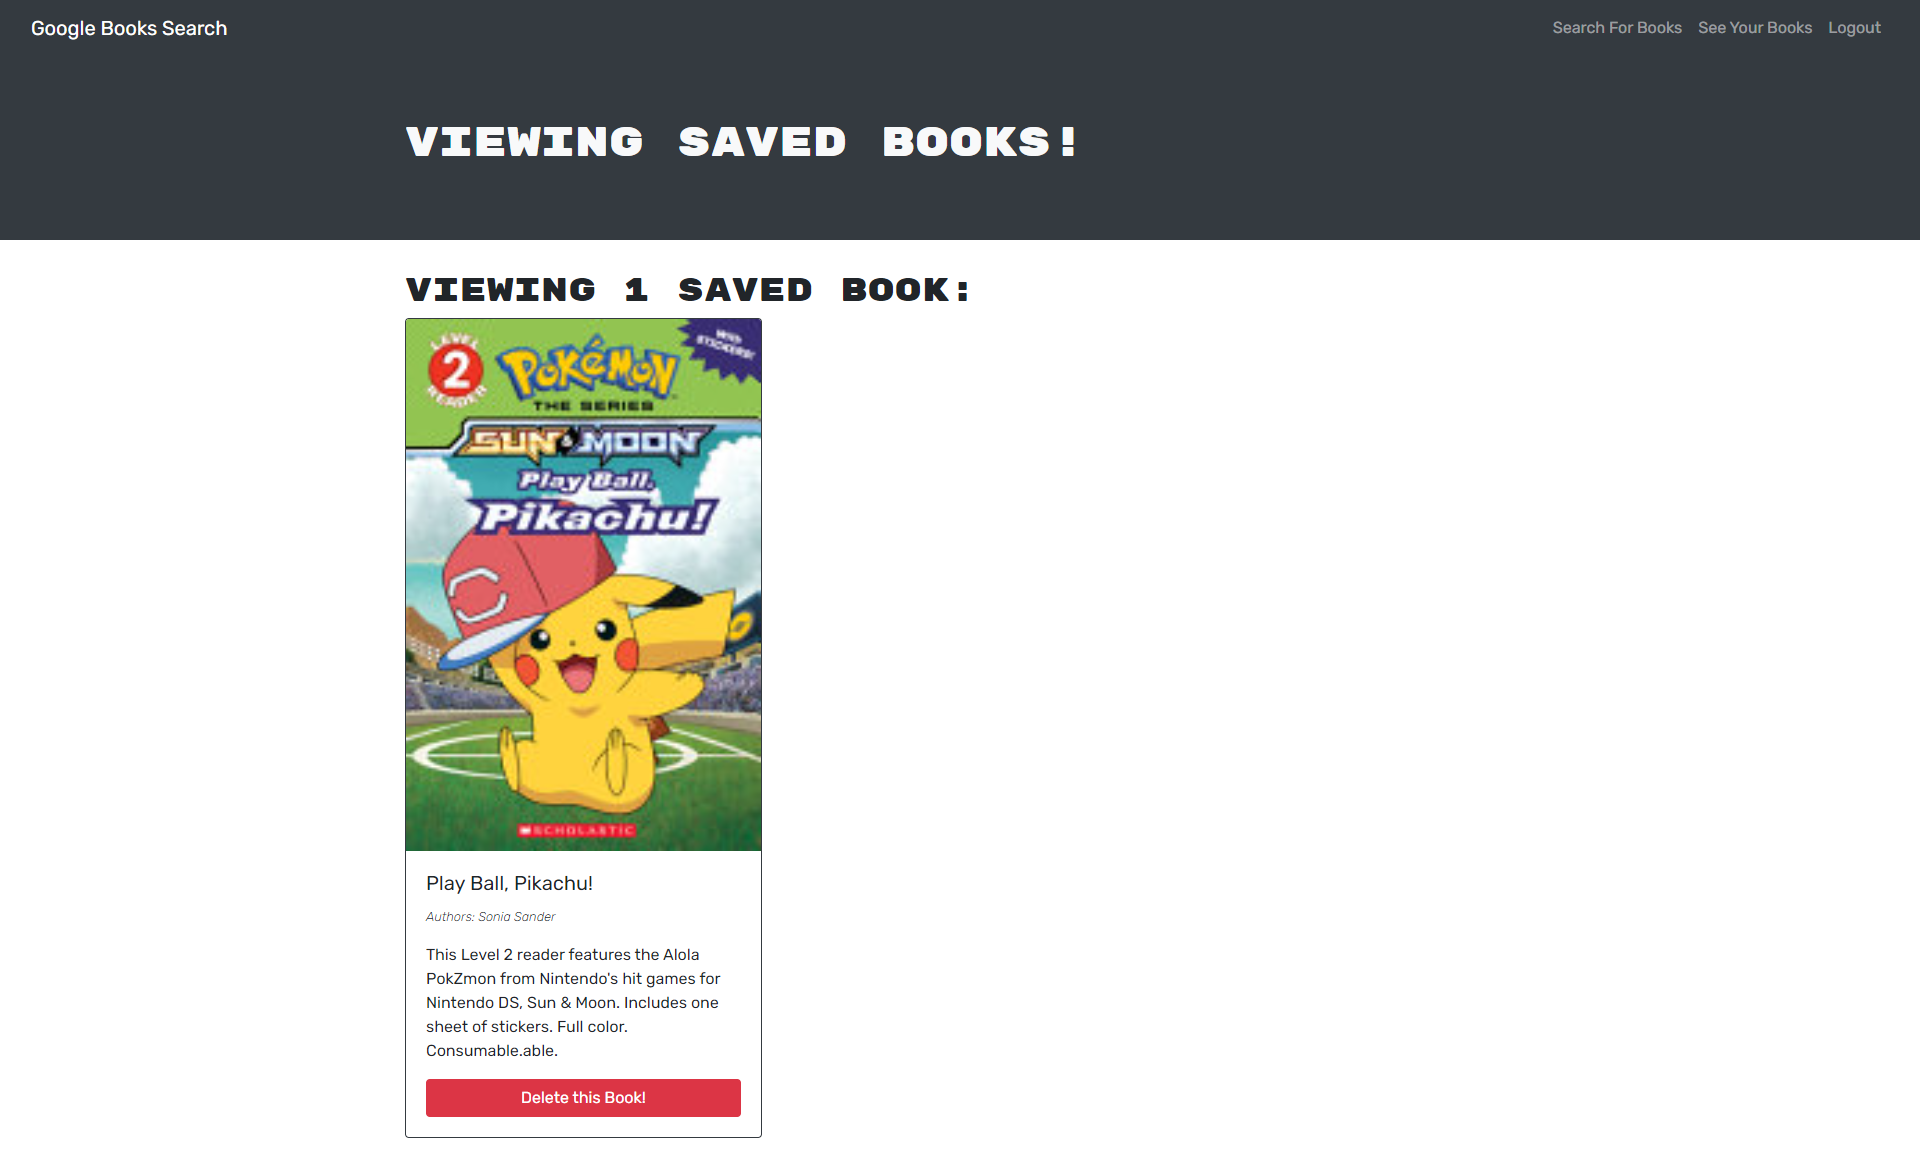 Google Books Search
Search For Books
See Your Books
Logout
VIEWING SAVED BOOKS!
VIEWING 1 SAVED BOOK:
WITH
STICKERS!
LEVEL
2
READER
POKéMON
THE SERIES
SUN & MOON
Play Ball,
Pikachu!
SCHOLASTIC
Play Ball, Pikachu!
Authors: Sonia Sander
This Level 2 reader features the Alola
PokZmon from Nintendo's hit games for
Nintendo DS, Sun & Moon. Includes one
sheet of stickers. Full color.
Consumable.able.
Delete this Book!